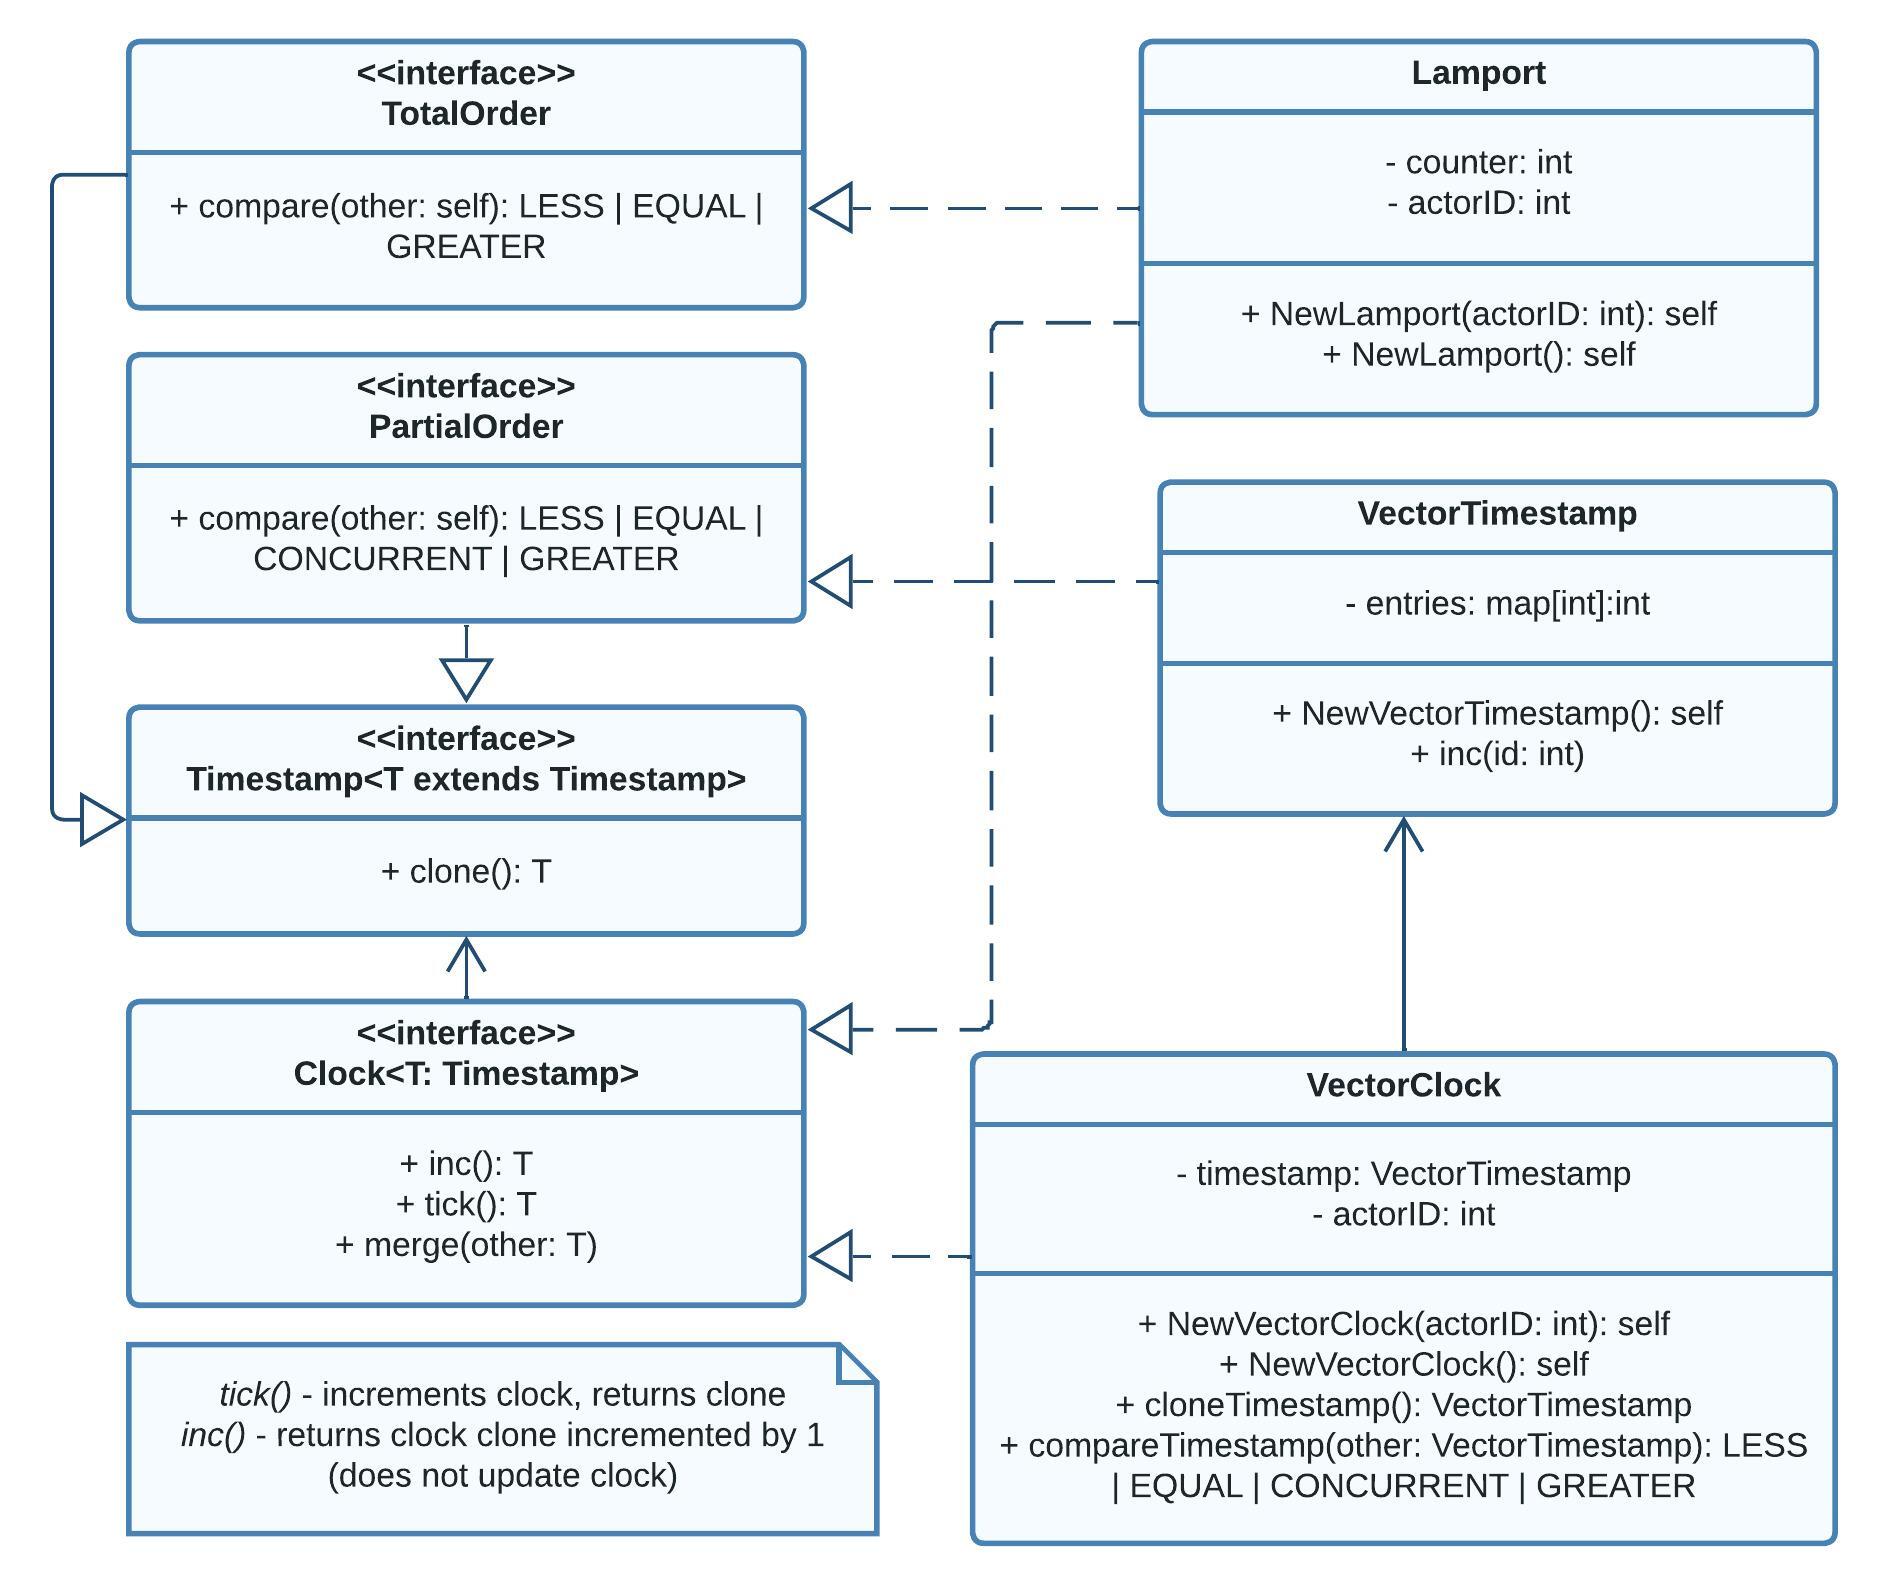 <<interface>>
TotalOrder
+ compare(other: self): LESS | EQUAL |
GREATER
<<interface>>
PartialOrder
+ compare(other: self): LESS | EQUAL |
CONCURRENT | GREATER
<<interface>>
Timestamp<T extends Timestamp>
+ clone(): T
<<interface>>
Clock<T: Timestamp>
+ inc(): T
+ tick(): T
+ merge(other: T)
tick() - increments clock, returns clone
inc() - returns clock clone incremented by 1
(does not update clock)
Lamport
- counter: int
- actorID: int
+ NewLamport(actorID: int): self
+ NewLamport(): self
VectorTimestamp
- entries: map[int]:int
+ NewVectorTimestamp(): self
+ inc(id: int)
VectorClock
- timestamp: VectorTimestamp
- actorID: int
+ NewVectorClock(actorID: int): self
+ NewVectorClock(): self
+ cloneTimestamp(): VectorTimestamp
+ compareTimestamp(other: VectorTimestamp): LESS
| EQUAL | CONCURRENT | GREATER